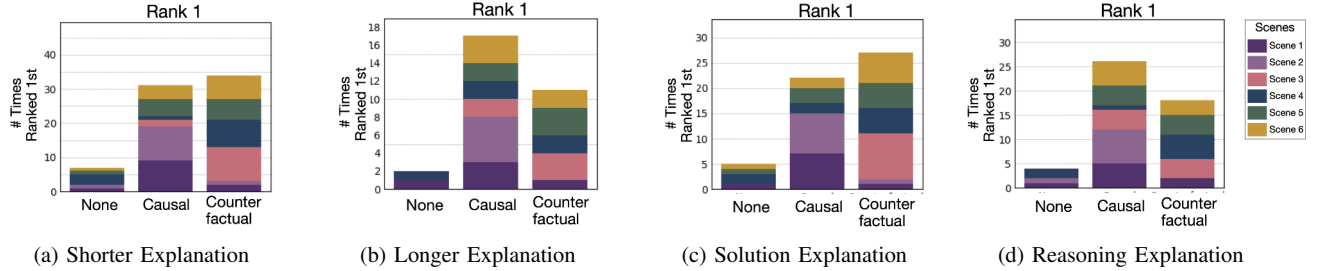 Rank 1
# Times
Ranked 1st
40
30
20
10
0
None
Causal
Counter
factual
(a) Shorter Explanation
Rank 1
# Times
Ranked 1st
18
16
14
12
10
8
6
4
2
0
None
Causal
Counter
factual
(b) Longer Explanation
Rank 1
# Times
Ranked 1st
30
25
20
15
10
5
0
None
Causal
Counter
factual
(c) Solution Explanation
Rank 1
# Times
Ranked 1st
30
25
20
15
10
5
0
None
Causal
Counter
factual
(d) Reasoning Explanation
Scenes
Scene 1
Scene 2
Scene 3
Scene 4
Scene 5
Scene 6